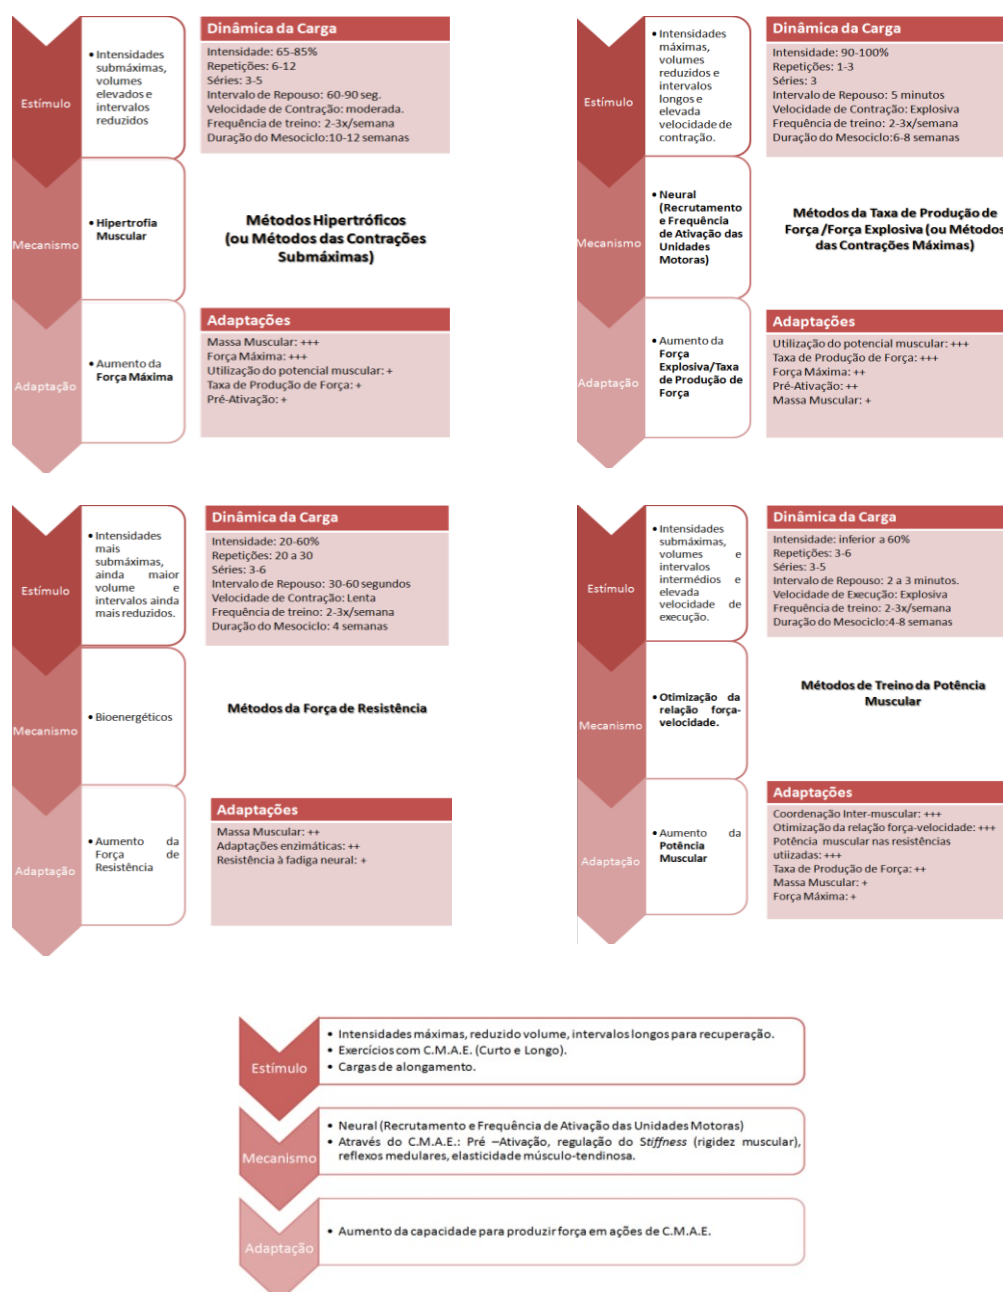 Estímulo
• Intensidades
submáximas,
volumes
elevados e
intervalos
reduzidos
Dinâmica da Carga
Intensidade: 65-85%
Repetições: 6-12
Séries: 3-5
Intervalo de Repouso: 60-90 seg.
Velocidade de Contração: moderada.
Frequência de treino: 2-3x/semana
Duração do Mesociclo:10-12 semanas
Mecanismo
• Hipertrofia
Muscular
Métodos Hipertróficos
(ou Métodos das Contrações
Submáximas)
Adaptação
• Aumento da
Força Máxima
Adaptações
Massa Muscular: +++
Força Máxima: +++
Utilização do potencial muscular: +
Taxa de Produção de Força: +
Pré-Ativação: +
Estímulo
• Intensidades
máximas,
volumes
reduzidos e
intervalos
longos e
elevada
velocidade de
contração.
Dinâmica da Carga
Intensidade: 90-100%
Repetições: 1-3
Séries: 3
Intervalo de Repouso: 5 minutos
Velocidade de Contração: Explosiva
Frequência de treino: 2-3x/semana
Duração do Mesociclo:6-8 semanas
Mecanismo
• Neural
(Recrutamento
e Frequência
de Ativação das
Unidades
Motoras)
Métodos da Taxa de Produção de
Força /Força Explosiva (ou Métodos
das Contrações Máximas)
Adaptação
• Aumento da
Força
Explosiva/Taxa
de Produção de
Força
Adaptações
Utilização do potencial muscular: +++
Taxa de Produção de Força: +++
Força Máxima: ++
Pré-Ativação: ++
Massa Muscular: +
Estímulo
• Intensidades
mais
submáximas,
ainda maior
volume e
intervalos ainda
mais reduzidos.
Dinâmica da Carga
Intensidade: 20-60%
Repetições: 20 a 30
Séries: 3-6
Intervalo de Repouso: 30-60 segundos
Velocidade de Contração: Lenta
Frequência de treino: 2-3x/semana
Duração do Mesociclo: 4 semanas
Mecanismo
• Bioenergéticos
Métodos da Força de Resistência
Adaptação
• Aumento da
Força de
Resistência
Adaptações
Massa Muscular: ++
Adaptações enzimáticas: ++
Resistência à fadiga neural: +
Estímulo
• Intensidades
submáximas,
volumes e
intervalos
intermédios e
elevada
velocidade de
execução.
Dinâmica da Carga
Intensidade: inferior a 60%
Repetições: 3-6
Séries: 3-5
Intervalo de Repouso: 2 a 3 minutos.
Velocidade de Execução: Explosiva
Frequência de treino: 2-3x/semana
Duração do Mesociclo:4-8 semanas
Mecanismo
• Otimização da
relação força-
velocidade.
Métodos de Treino da Potência
Muscular
Adaptação
• Aumento da
Potência
Muscular
Adaptações
Coordenação Inter-muscular: +++
Otimização da relação força-velocidade: +++
Potência muscular nas resistências
utiizadas: +++
Taxa de Produção de Força: ++
Massa Muscular: +
Força Máxima: +
Estímulo
• Intensidades máximas, reduzido volume, intervalos longos para recuperação.
• Exercícios com C.M.A.E. (Curto e Longo).
• Cargas de alongamento.
Mecanismo
• Neural (Recrutamento e Frequência de Ativação das Unidades Motoras)
• Através do C.M.A.E.: Pré –Ativação, regulação do Stiffness (rigidez muscular),
reflexos medulares, elasticidade músculo-tendinosa.
Adaptação
• Aumento da capacidade para produzir força em ações de C.M.A.E.